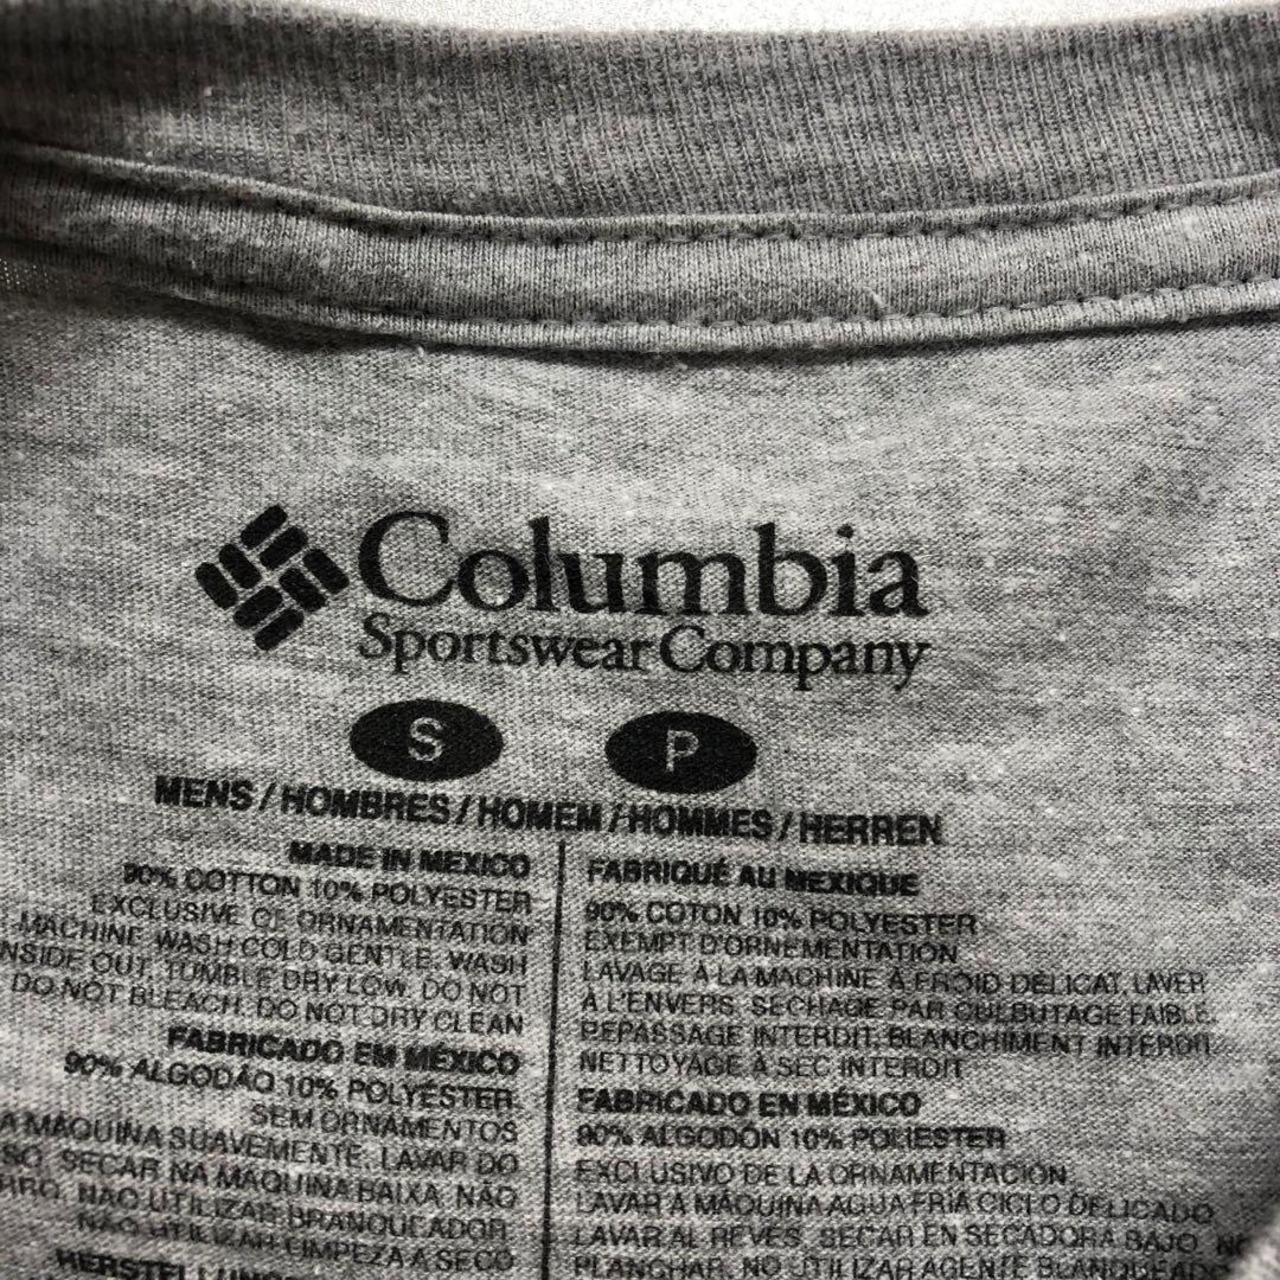 Columbia
Sportswear Company
S P
MENS / HOMBRES / HOMEM / HOMMES / HERREN
MADE IN MEXICO
90% COTTON 10% POLYESTER
EXCLUSIVE OF ORNAMENTATION
MACHINE WASH COLD GENTLE. WASH
INSIDE OUT. TUMBLE DRY LOW. DO NOT
DO NOT BLEACH. DO NOT DRY CLEAN
FABRICADO EM MÉXICO
90% ALGODÃO 10% POLYESTER
SEM ORNAMENTOS
A MÁQUINA SUAVEMENTE. LAVAR DO
SECAR NA MÁQUINA BAIXA. NÃO
NÃO UTILIZAR BRANQUEADOR.
NÃO UTILIZAR LIMPEZA A SECO
FABRIQUÉ AU MEXIQUE
90% COTON 10% POLYESTER
EXEMPT D'ORNEMENTATION
LAVAGE À LA MACHINE À FROID DÉLICAT. LAVER
À L'ENVERS. SÉCHAGE PAR CULBUTAGE FAIBLE.
REPASSAGE INTERDIT. BLANCHIMENT INTERDIT.
NETTOYAGE À SEC INTERDIT
FABRICADO EN MÉXICO
90% ALGODÓN 10% POLIESTER
EXCLUSIVO DE LA ORNAMENTACIÓN
LAVAR A MÁQUINA AGUA FRÍA CICLO DELICADO
LAVAR AL REVÉS. SECAR EN SECADORA BAJO. NO
PLANCHAR. NO UTILIZAR AGENTE BLANQUEADO